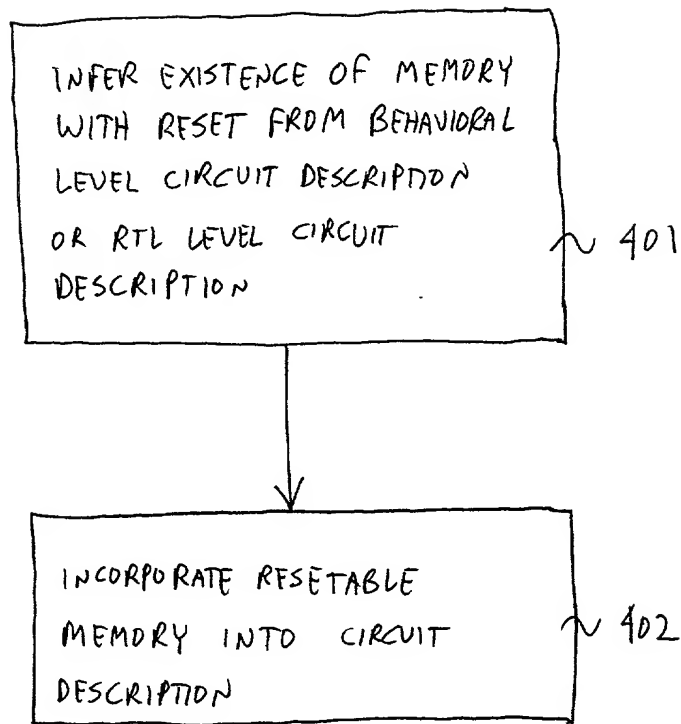 INFER EXISTENCE OF MEMORY
WITH RESET FROM BEHAVIORAL
LEVEL CIRCUIT DESCRIPTION
OR RTL LEVEL CIRCUIT
DESCRIPTION
401
INCORPORATE RESETABLE
MEMORY INTO CIRCUIT
DESCRIPTION
402